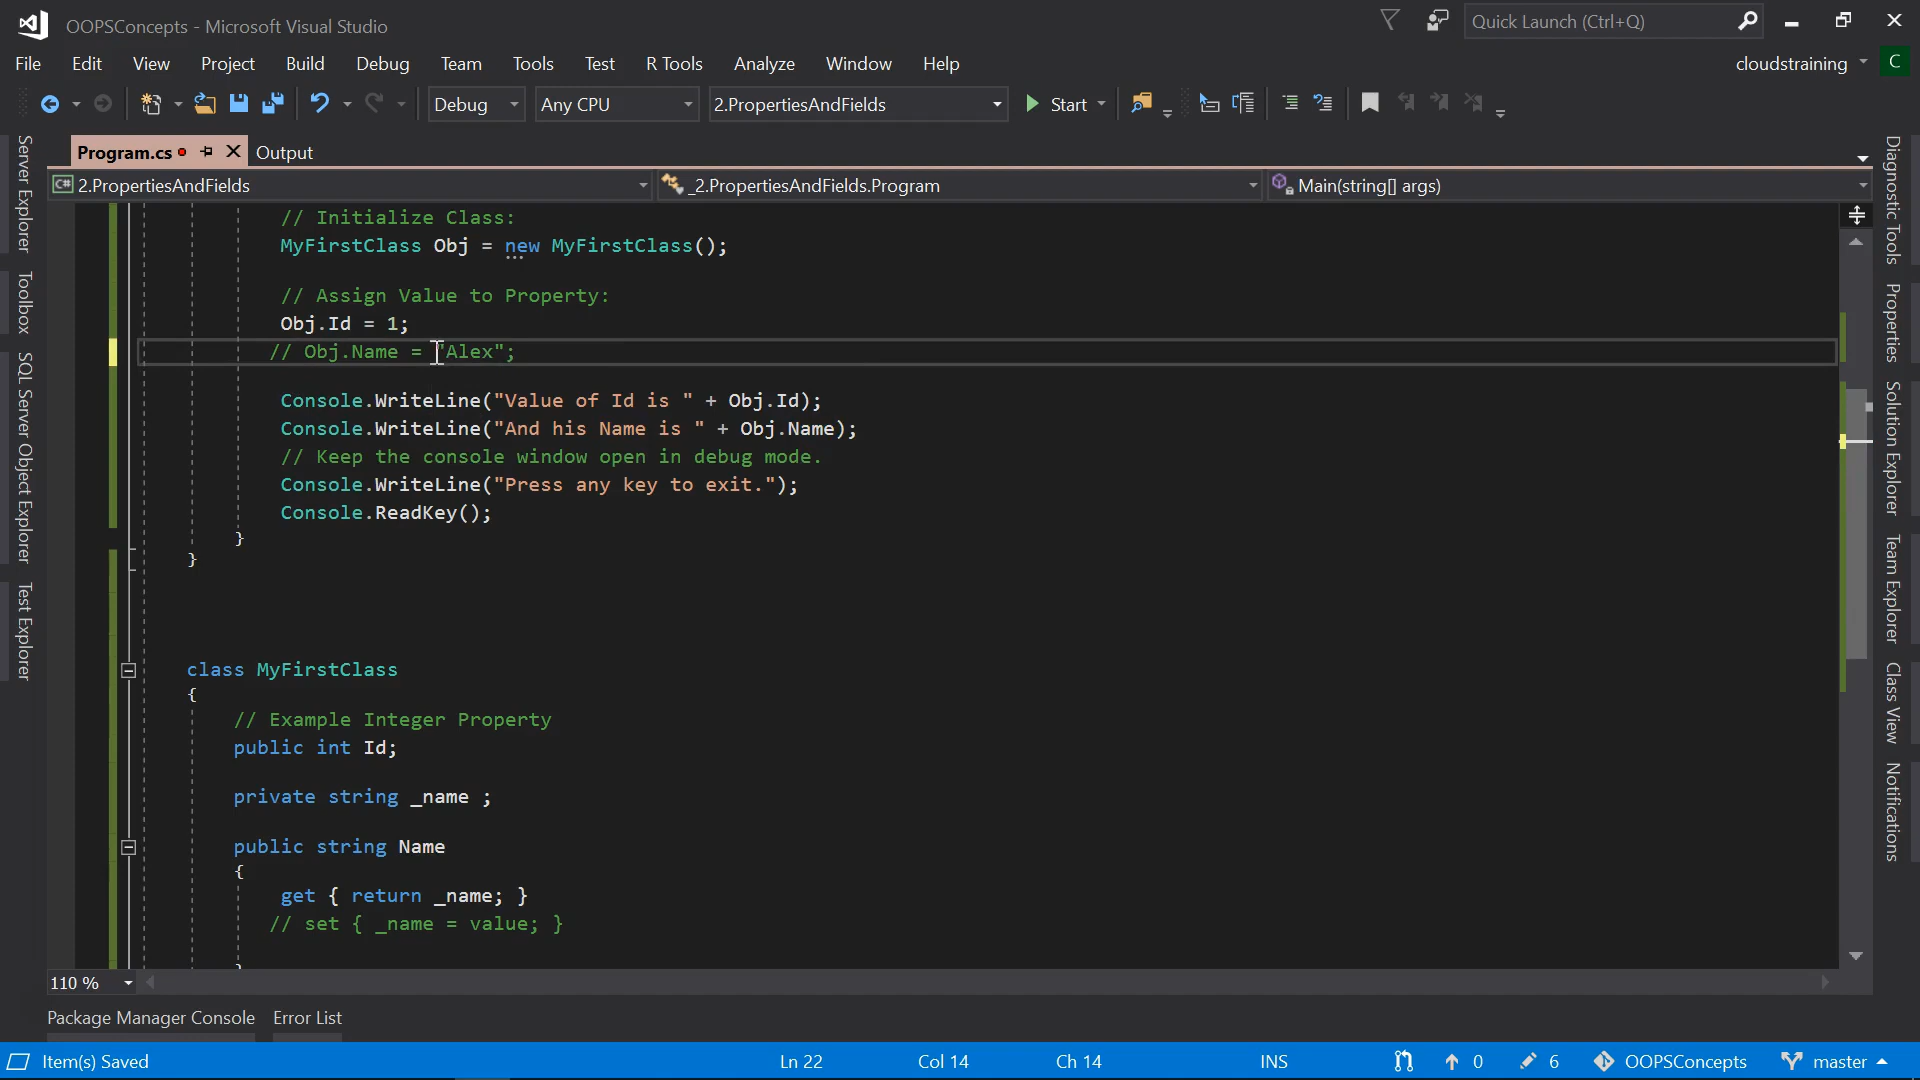 OOPSConcepts - Microsoft Visual Studio
Quick Launch (Ctrl+Q)
File Edit View Project Build Debug Team Tools Test R Tools Analyze Window Help
cloudstraining C
Debug Any CPU 2.PropertiesAndFields Start
Program.cs Output
C# 2.PropertiesAndFields _2.PropertiesAndFields.Program Main(string[] args)
Server Explorer
Toolbox
SQL Server Object Explorer
Test Explorer
// Initialize Class:
MyFirstClass Obj = new MyFirstClass();
// Assign Value to Property:
Obj.Id = 1;
// Obj.Name = "Alex";
Console.WriteLine("Value of Id is " + Obj.Id);
Console.WriteLine("And his Name is " + Obj.Name);
// Keep the console window open in debug mode.
Console.WriteLine("Press any key to exit.");
Console.ReadKey();
}
}
class MyFirstClass
{
// Example Integer Property
public int Id;
private string _name ;
public string Name
{
get { return _name; }
// set { _name = value; }
}
Diagnostic Tools
Properties
Solution Explorer
Team Explorer
Class View
Notifications
110 %
Package Manager Console Error List
Item(s) Saved Ln 22 Col 14 Ch 14 INS 0 6 OOPSConcepts master